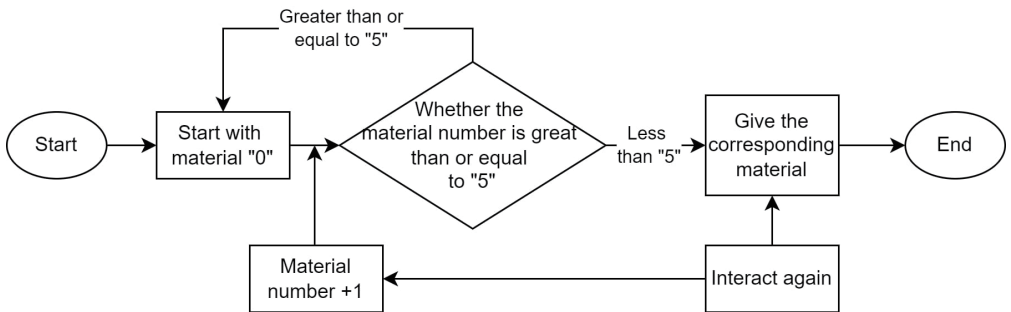 Greater than or
equal to "5"
Start
Start with
material "0"
Whether the
material number is great
than or equal
to "5"
Less
than "5"
Give the
corresponding
material
End
Material
number +1
Interact again